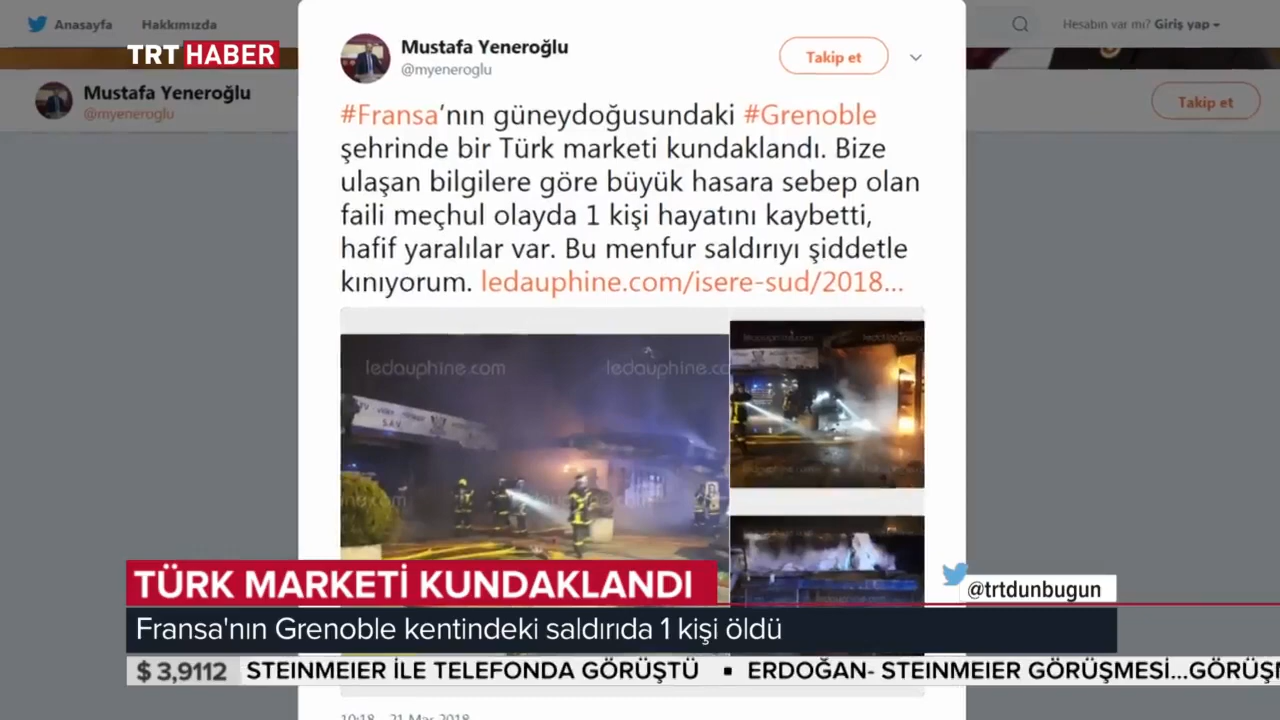 Anasayfa Hakkımızda
Hesabın var mı? Giriş yap
TRT HABER
Mustafa Yeneroğlu
@myeneroglu
Takip et
Mustafa Yeneroğlu
@myeneroglu
Takip et
#Fransa'nın güneydoğusundaki #Grenoble
şehrinde bir Türk marketi kundaklandı. Bize
ulaşan bilgilere göre büyük hasara sebep olan
faili meçhul olayda 1 kişi hayatını kaybetti,
hafif yaralılar var. Bu menfur saldırıyı şiddetle
kınıyorum. ledauphine.com/isere-sud/2018...
ledauphine.com
S.A.V.
TÜRK MARKETİ KUNDAKLANDI
@trtdunbugun
Fransa'nın Grenoble kentindeki saldırıda 1 kişi öldü
$ 3,9112 STEINMEIER İLE TELEFONDA GÖRÜŞTÜ ▪ ERDOĞAN- STEINMEIER GÖRÜŞMESİ...GÖRÜŞM
10:18 - 21 Mar 2018